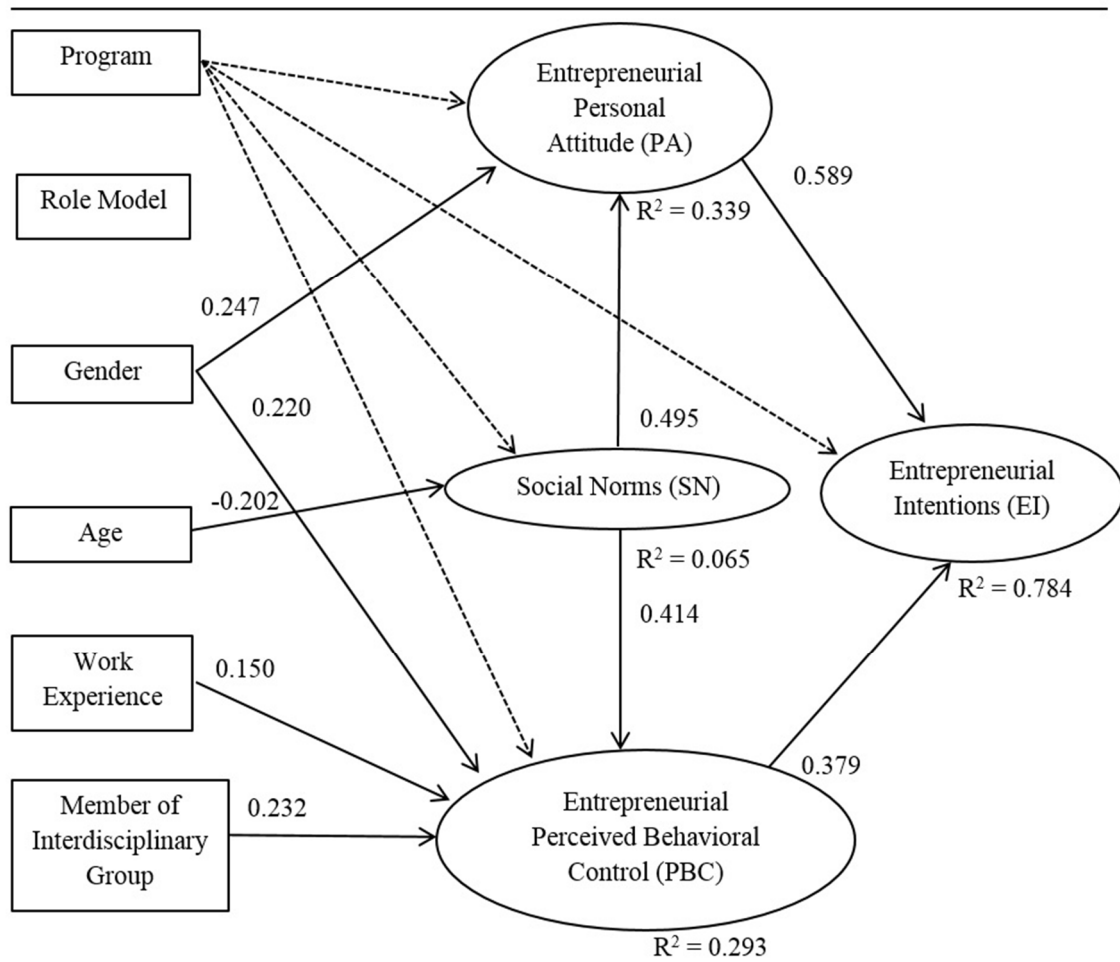 Program
Entrepreneurial
Personal
Attitude (PA)
0.589
Role Model
R² = 0.339
0.247
Gender
0.220
0.495
Social Norms (SN)
Entrepreneurial
Intentions (EI)
-0.202
Age
R² = 0.065
R² = 0.784
0.414
Work
Experience
0.150
0.379
Member of
Interdisciplinary
Group
0.232
Entrepreneurial
Perceived Behavioral
Control (PBC)
R² = 0.293